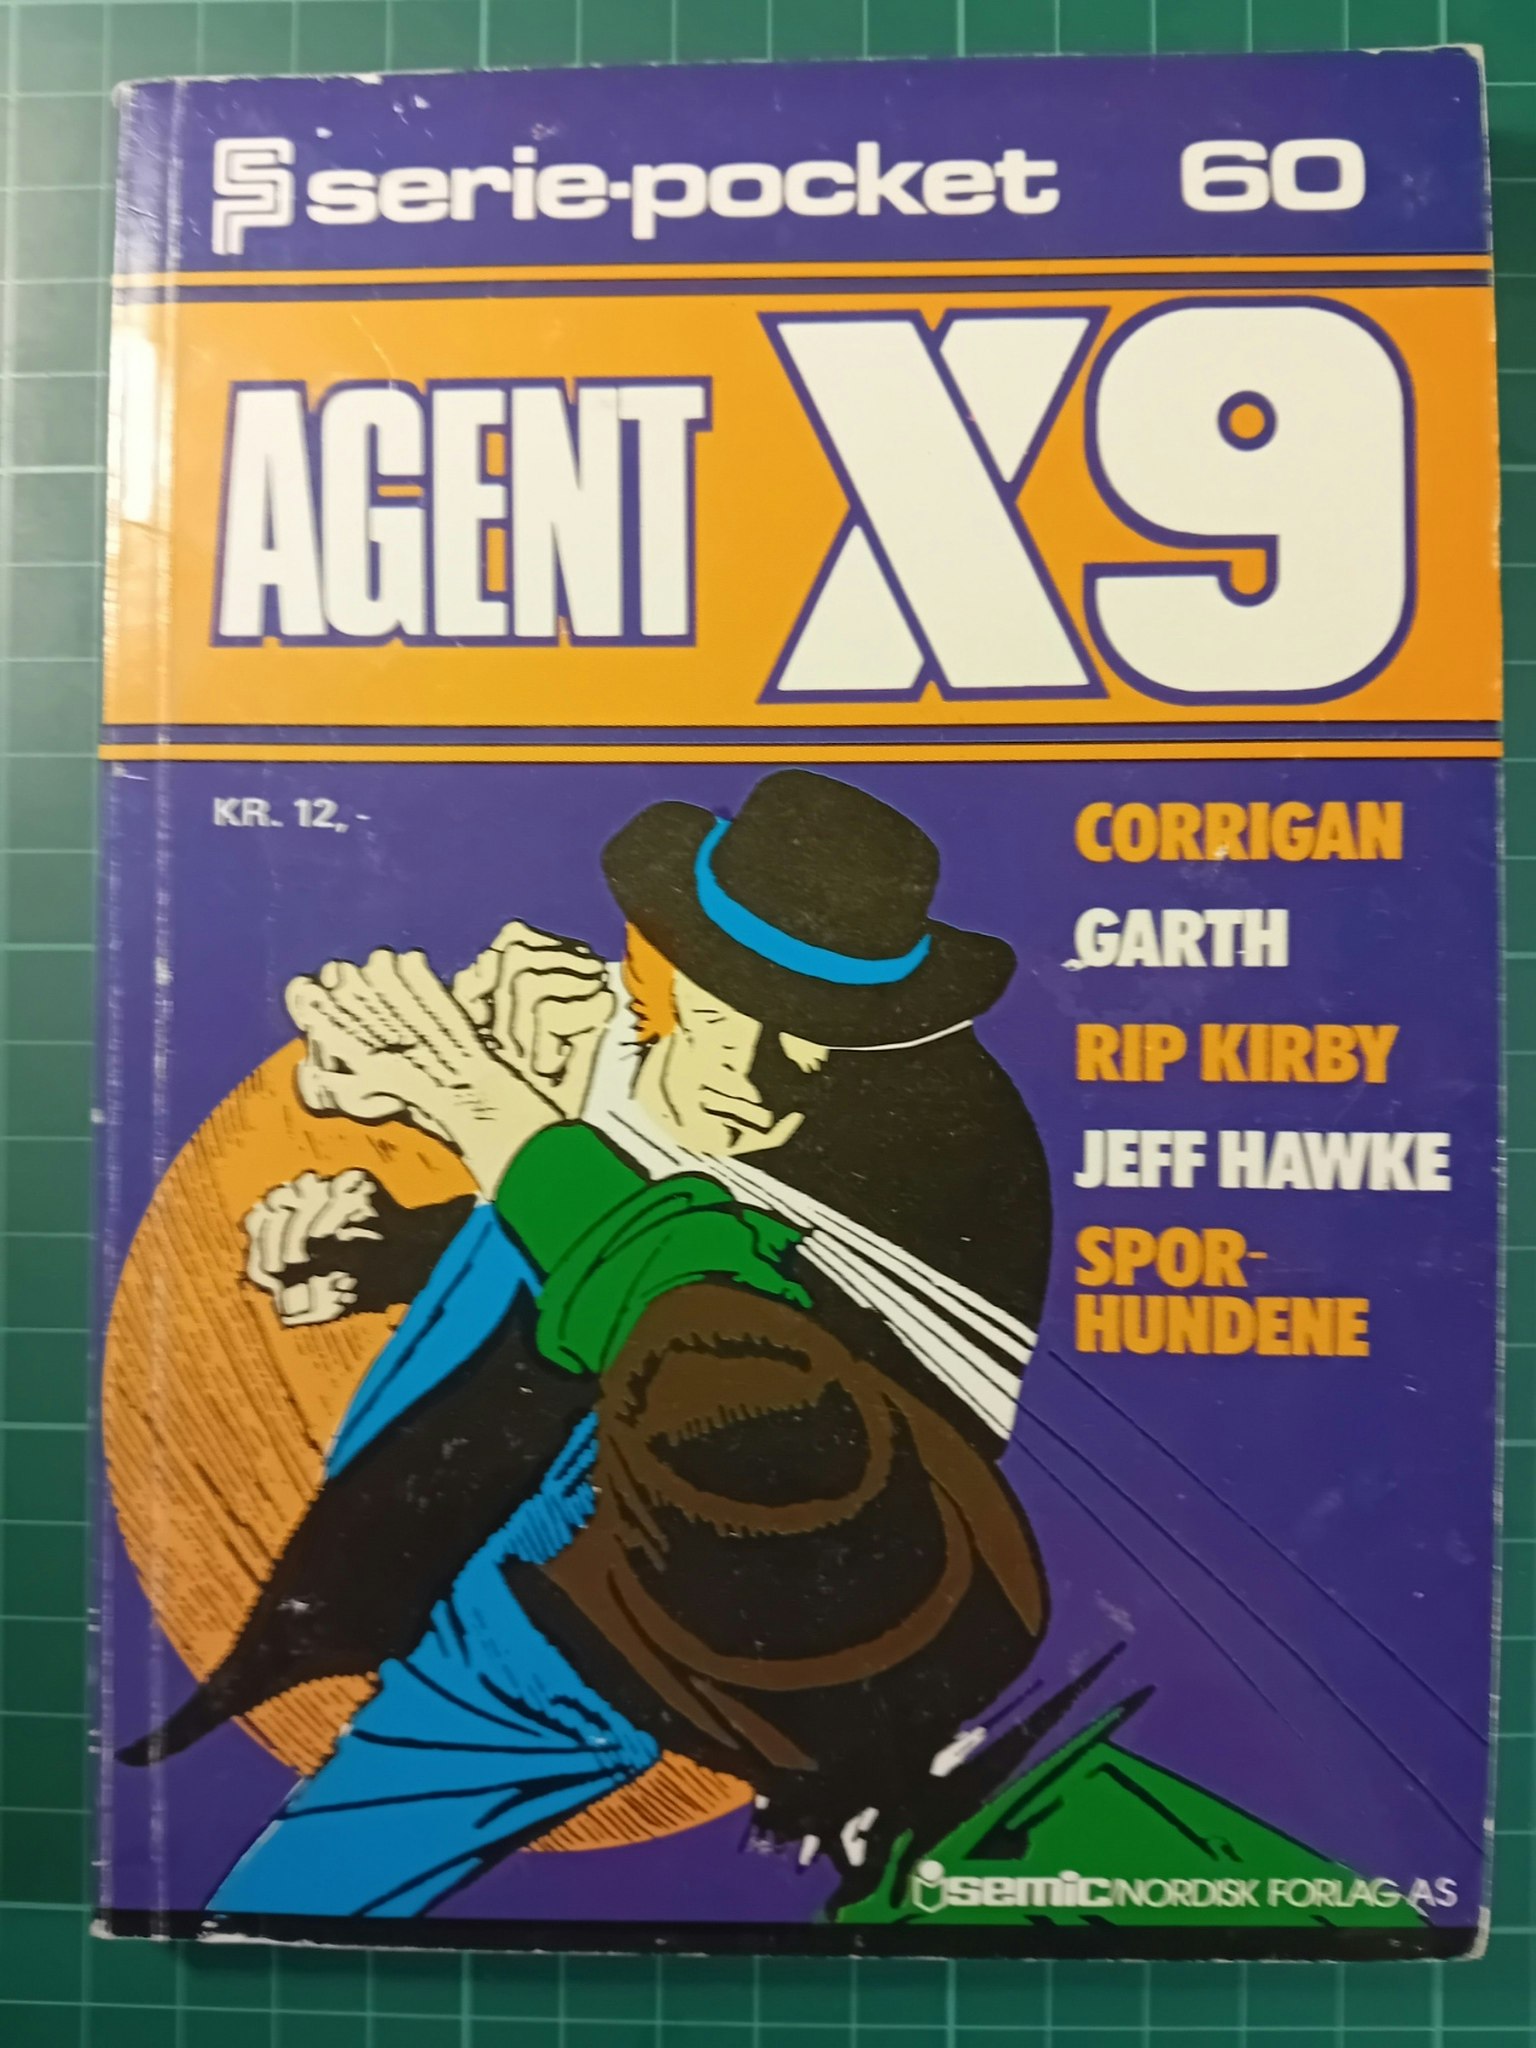 SP serie-pocket 60
AGENT X9
KR. 12,-
CORRIGAN
GARTH
RIP KIRBY
JEFF HAWKE
SPOR-
HUNDENE
semic/NORDISK FORLAG AS